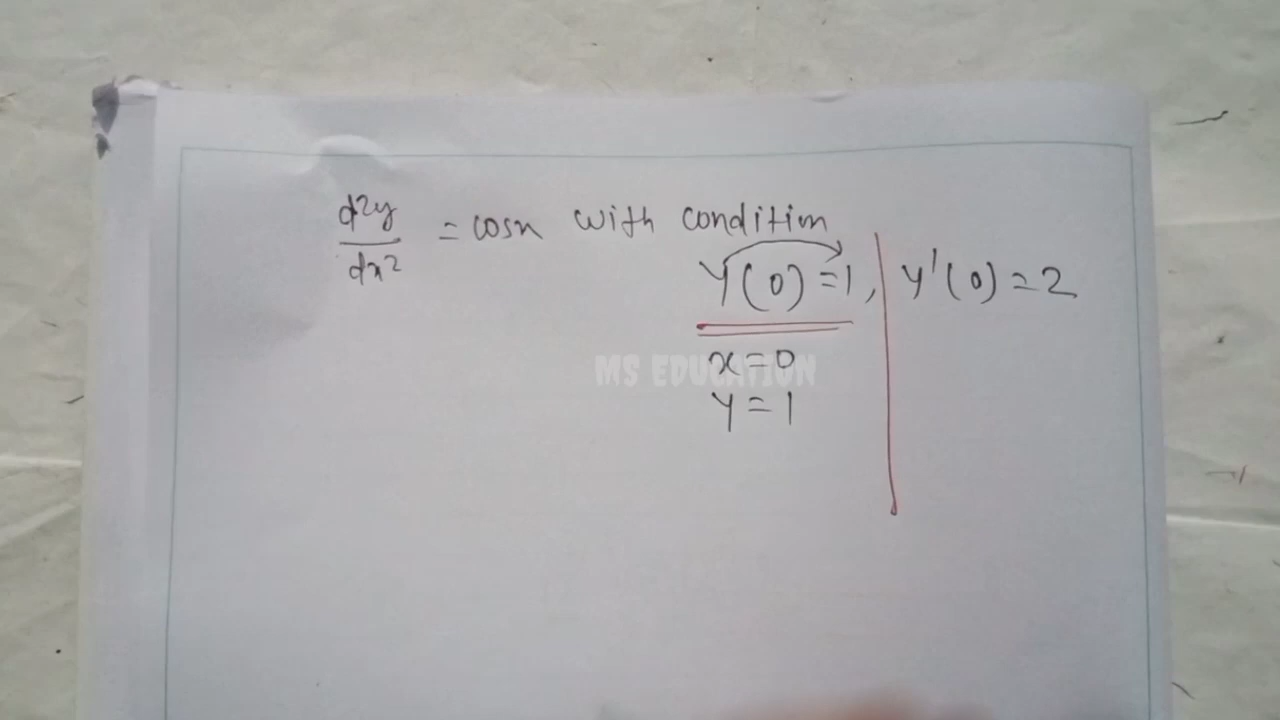 d²y/dx² = cosx with condition
y(0) = 1, y'(0) = 2
x = 0
y = 1
MS EDUCATION